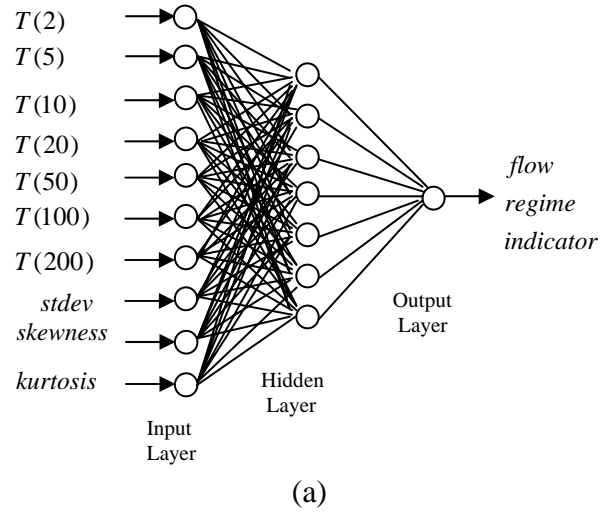 T(2)
T(5)
T(10)
T(20)
T(50)
T(100)
T(200)
stdev
skewness
kurtosis
Input
Layer
Hidden
Layer
Output
Layer
flow
regime
indicator
(a)